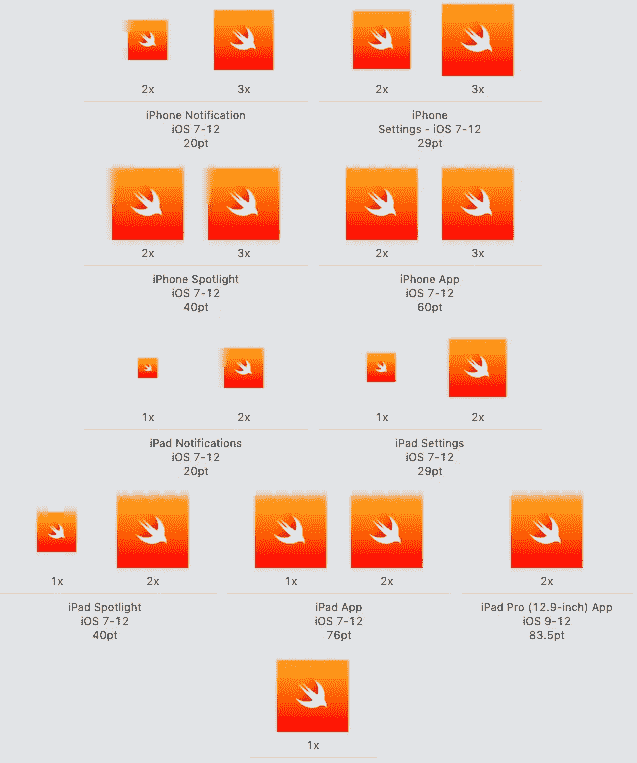 2x 3x 2x 3x
iPhone Notification
iOS 7-12
20pt
iPhone
Settings - iOS 7-12
29pt
2x 3x 2x 3x
iPhone Spotlight
iOS 7-12
40pt
iPhone App
iOS 7-12
60pt
1x 2x 1x 2x
iPad Notifications
iOS 7-12
20pt
iPad Settings
iOS 7-12
29pt
1x 2x 1x 2x 2x
iPad Spotlight
iOS 7-12
40pt
iPad App
iOS 7-12
76pt
iPad Pro (12.9-inch) App
iOS 9-12
83.5pt
1x